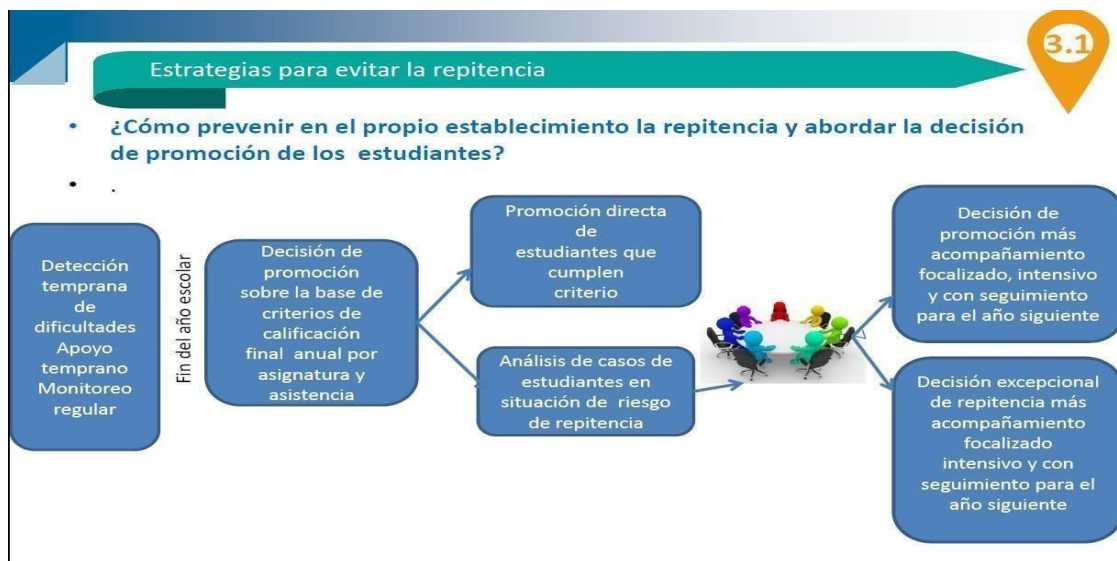 3.1
Estrategias para evitar la repitencia
• ¿Cómo prevenir en el propio establecimiento la repitencia y abordar la decisión
de promoción de los estudiantes?
• .
Detección
temprana
de
dificultades
Apoyo
temprano
Monitoreo
regular
Fin del año escolar
Decisión de
promoción
sobre la base de
criterios de
calificación
final anual por
asignatura y
asistencia
Promoción directa
de
estudiantes que
cumplen
criterio
Análisis de casos de
estudiantes en
situación de riesgo
de repitencia
Decisión de
promoción más
acompañamiento
focalizado, intensivo
y con seguimiento
para el año siguiente
Decisión excepcional
de repitencia más
acompañamiento
focalizado
intensivo y con
seguimiento para el
año siguiente